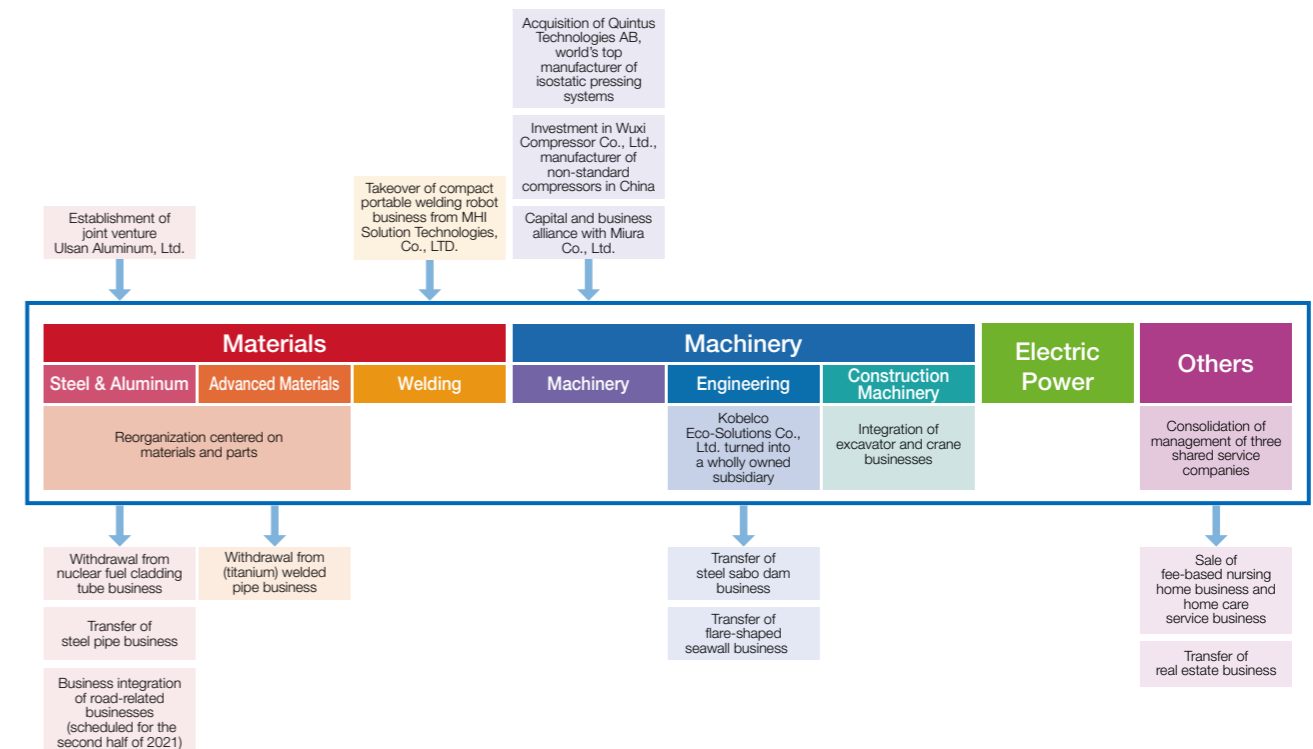 Acquisition of Quintus
Technologies AB,
world's top
manufacturer of
isostatic pressing
systems
Investment in Wuxi
Compressor Co., Ltd.,
manufacturer of
non-standard
compressors in China
Takeover of compact
portable welding robot
business from MHI
Solution Technologies,
Co., LTD.
Establishment of
joint venture
Ulsan Aluminum, Ltd.
Capital and business
alliance with Miura
Co., Ltd.
Materials
Machinery
Electric
Power
Others
Steel & Aluminum
Advanced Materials
Welding
Machinery
Engineering
Construction
Machinery
Reorganization centered on
materials and parts
Kobelco
Eco-Solutions Co.,
Ltd. turned into
a wholly owned
subsidiary
Integration of
excavator and crane
businesses
Consolidation of
management of three
shared service
companies
Withdrawal from
nuclear fuel cladding
tube business
Withdrawal from
(titanium) welded
pipe business
Transfer of
steel sabo dam
business
Sale of
fee-based nursing
home business and
home care
service business
Transfer of
steel pipe business
Transfer of
flare-shaped
seawall business
Transfer of
real estate business
Business integration
of road-related
businesses
(scheduled for the
second half of 2021)